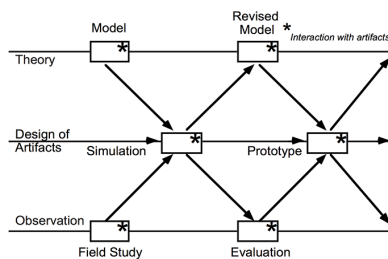 Model
Revised
Model
* Interaction with artifacts
*
*
Theory
Design of
Artifacts
Simulation
*
Prototype
*
Observation
*
*
Field Study
Evaluation